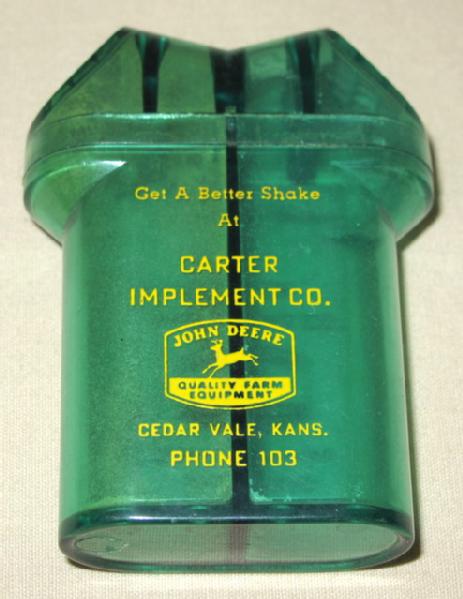 Get A Better Shake
At
CARTER
IMPLEMENT CO.
JOHN DEERE
QUALITY FARM
EQUIPMENT
CEDAR VALE, KANS.
PHONE 103